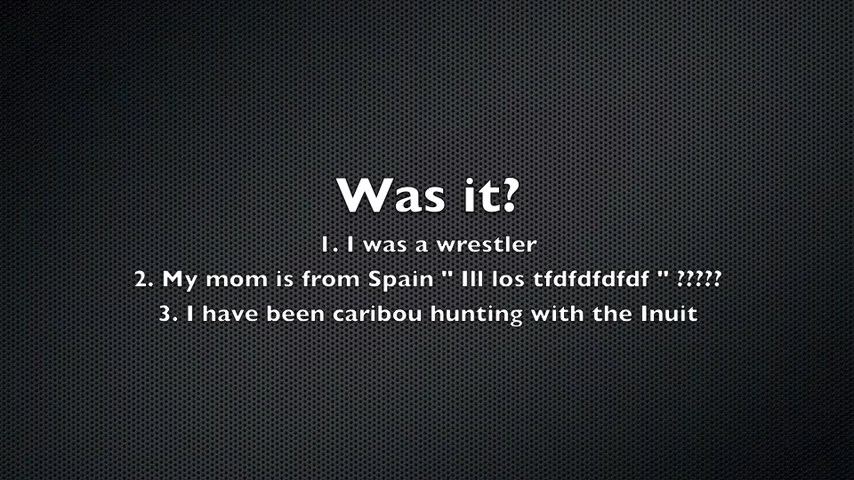 Was it?
1. I was a wrestler
2. My mom is from Spain " Ill los tfdfdfdfdf " ?????
3. I have been caribou hunting with the Inuit